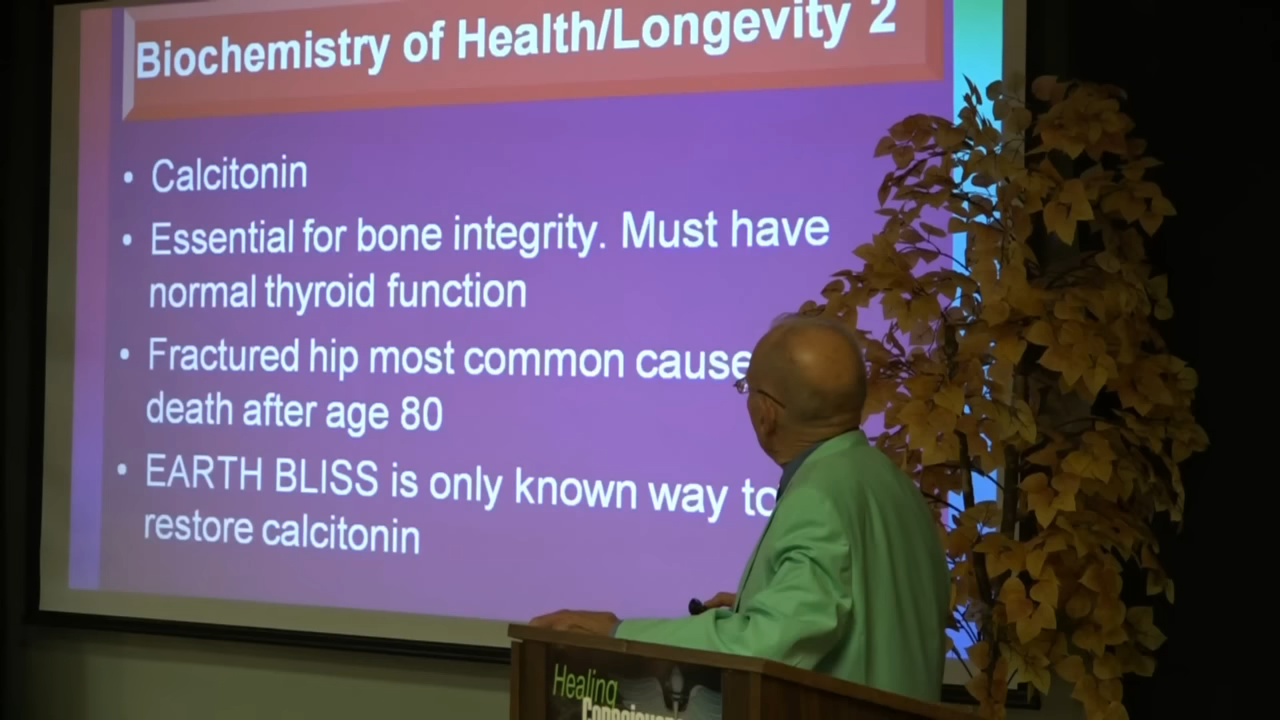 Biochemistry of Health/Longevity 2
• Calcitonin
• Essential for bone integrity. Must have
normal thyroid function
• Fractured hip most common cause
death after age 80
• EARTH BLISS is only known way to
restore calcitonin
Healing